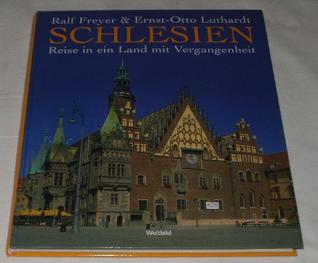 Ralf Freyer & Ernst-Otto Luthardt
SCHLESIEN
Reise in ein Land mit Vergangenheit
Weltbild